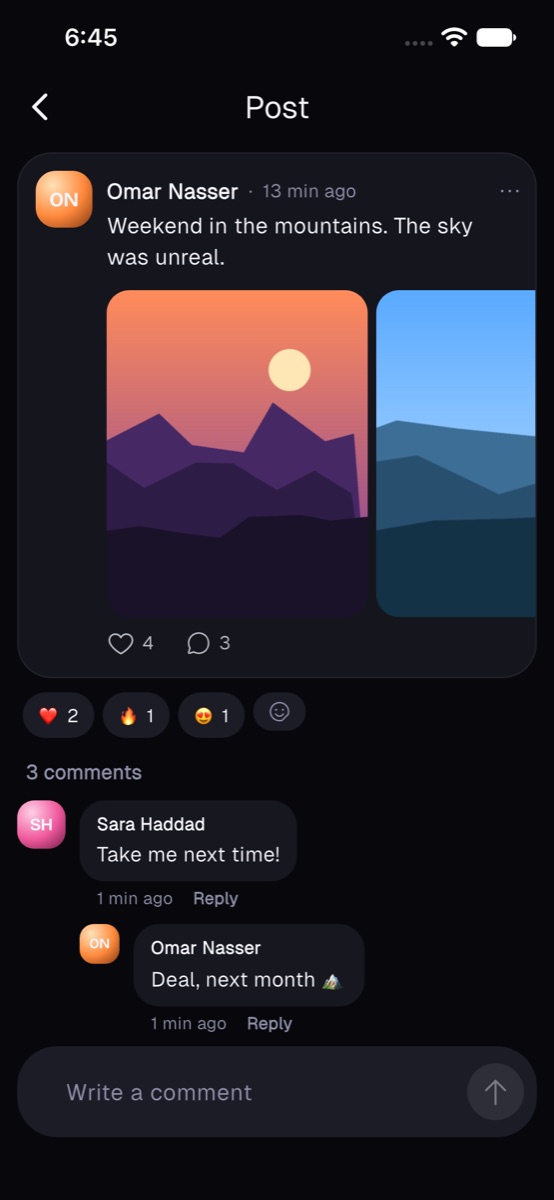 6:45
Post
ON
Omar Nasser · 13 min ago
...
Weekend in the mountains. The sky
was unreal.
4
3
❤️ 2
🔥 1
😍 1
3 comments
SH
Sara Haddad
Take me next time!
1 min ago Reply
ON
Omar Nasser
Deal, next month 🏔️
1 min ago Reply
Write a comment